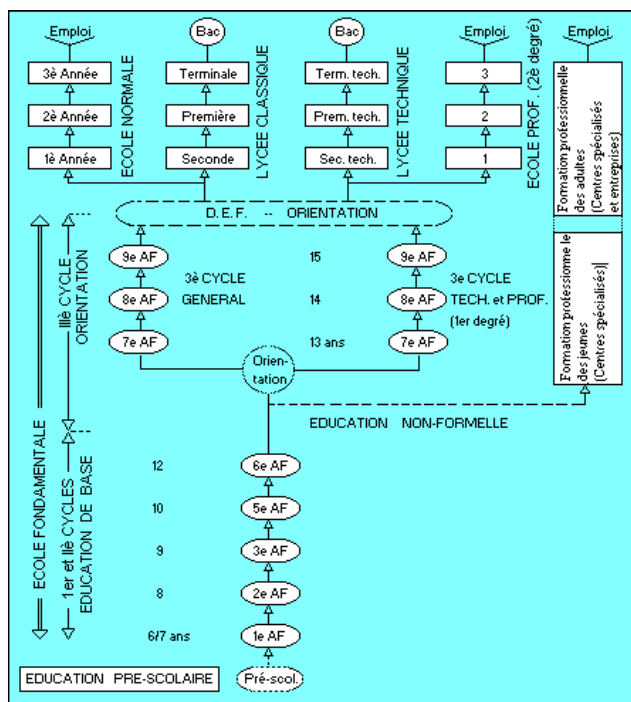 Emploi Bac Bac Emploi Emploi
3è Année Terminale Term. tech. 3
2è Année Première Prem. tech. 2
1è Année Seconde Sec. tech. 1
ECOLE NORMALE
LYCEE CLASSIQUE
LYCEE TECHNIQUE
ECOLE PROF. (2è degré)
Formation professionnelle
des adultes
(Centres spécialisés
et entreprises)
D.E.F. -- ORIENTATION
9e AF 15 9e AF
3è CYCLE 3e CYCLE
8e AF GENERAL 14 8e AF TECH. et PROF.
(1er degré)
7e AF 13 ans 7e AF
Formation professionne le
des jeunes
(Centres spécialisés)
IIIè CYCLE
ORIENTATION
Orien-
tation
EDUCATION NON-FORMELLE
ECOLE FONDAMENTALE
1er et IIè CYCLES
EDUCATION DE BASE
12 6e AF
10 5e AF
9 3e AF
8 2e AF
6/7 ans 1e AF
EDUCATION PRE-SCOLAIRE Pré-scol.